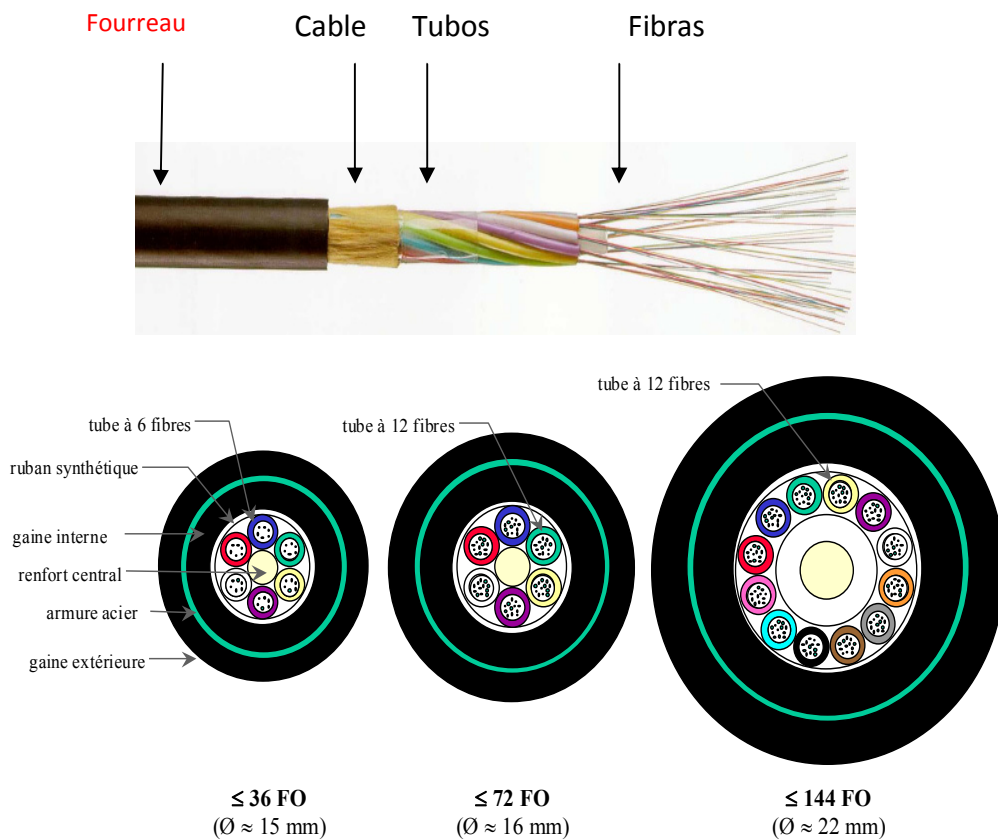 Fourreau
Cable
Tubos
Fibras
tube à 12 fibres
tube à 6 fibres
tube à 12 fibres
ruban synthétique
gaine interne
renfort central
armure acier
gaine extérieure
≤ 36 FO
(Ø ≈ 15 mm)
≤ 72 FO
(Ø ≈ 16 mm)
≤ 144 FO
(Ø ≈ 22 mm)